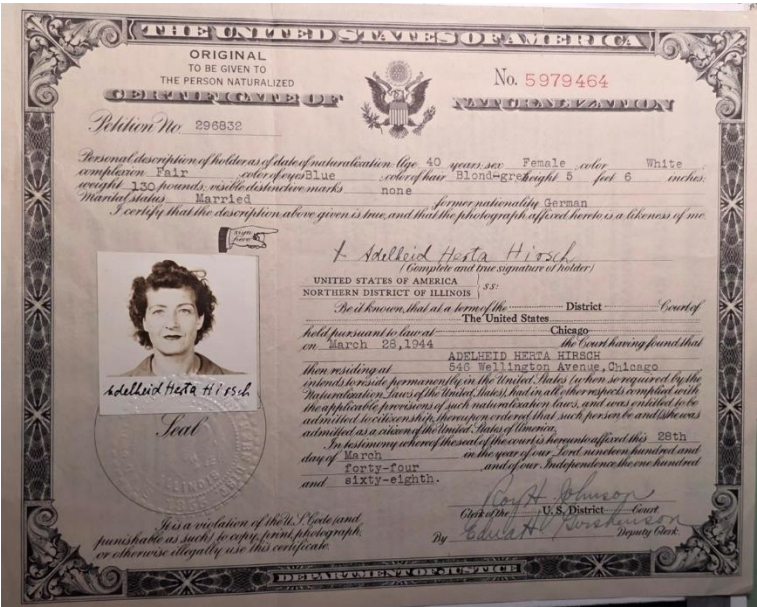 THE UNITED STATES OF AMERICA
ORIGINAL
TO BE GIVEN TO
THE PERSON NATURALIZED
No. 5979464
CERTIFICATE OF NATURALIZATION
Petition No. 296832
Personal description of holder as of date of naturalization: Age 40 years; sex Female color White
complexion Fair color of eyes Blue color of hair Blond-grey height 5 feet 6 inches;
weight 130 pounds; visible distinctive marks none
Marital status Married former nationality German
I certify that the description above given is true, and that the photograph affixed hereto is a likeness of me.
sign here
X Adelheid Herta Hirsch
(Complete and true signature of holder)
UNITED STATES OF AMERICA
NORTHERN DISTRICT OF ILLINOIS
ss:
Be it known, that at a term of the District Court of
The United States
held pursuant to law at Chicago
on March 28, 1944 the Court having found that
ADELHEID HERTA HIRSCH
then residing at 546 Wellington Avenue, Chicago
intends to reside permanently in the United States (when so required by the
Naturalization Laws of the United States), had in all other respects complied with
the applicable provisions of such naturalization laws, and was entitled to be
admitted to citizenship, thereupon ordered that such person be and (s)he was
admitted as a citizen of the United States of America.
Adelheid Herta Hirsch
Seal
ILLINOIS
In testimony whereof the seal of the court is hereunto affixed this 28th
day of March in the year of our Lord nineteen hundred and
forty-four and of our Independence the one hundred
and sixty-eighth.
Roy H. Johnson
Clerk of the U.S. District Court
By Deputy Clerk.
It is a violation of the U.S. Code (and
punishable as such) to copy, print, photograph,
or otherwise illegally use this certificate.
DEPARTMENT OF JUSTICE